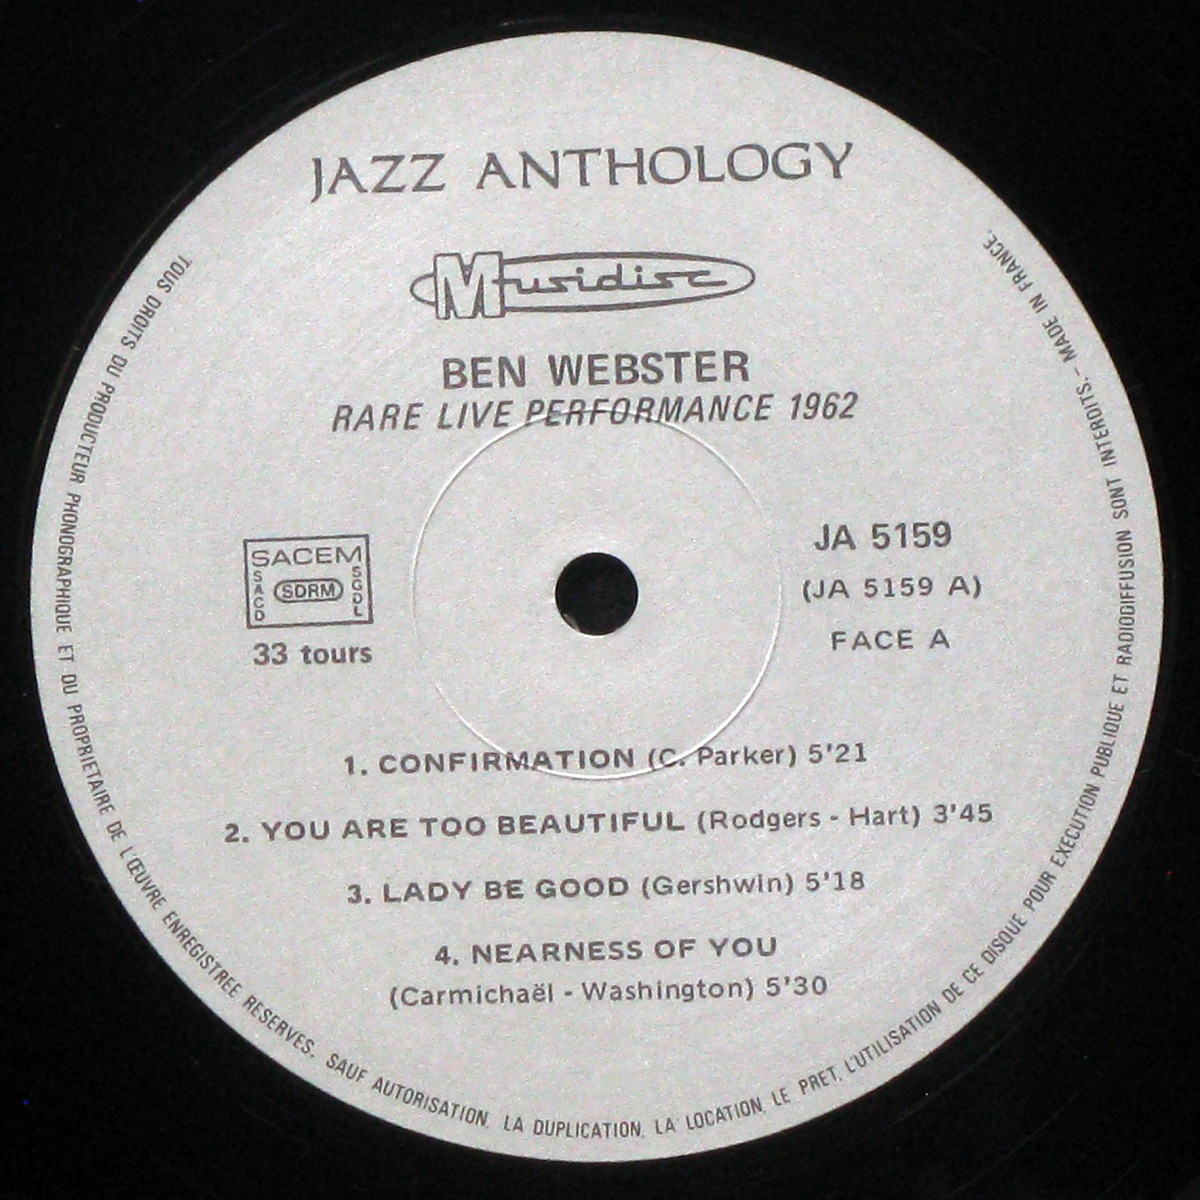 JAZZ ANTHOLOGY
Musidisc
BEN WEBSTER
RARE LIVE PERFORMANCE 1962
SACEM
SACD
SDRM
SGDL
33 tours
JA 5159
(JA 5159 A)
FACE A
1. CONFIRMATION (C. Parker) 5'21
2. YOU ARE TOO BEAUTIFUL (Rodgers - Hart) 3'45
3. LADY BE GOOD (Gershwin) 5'18
4. NEARNESS OF YOU
(Carmichaël - Washington) 5'30
TOUS DROITS DU PRODUCTEUR PHONOGRAPHIQUE ET DU PROPRIETAIRE DE L'ŒUVRE ENREGISTREE RESERVES. SAUF AUTORISATION, LA DUPLICATION, LA LOCATION, LE PRET, L'UTILISATION DE CE DISQUE POUR EXECUTION PUBLIQUE ET RADIODIFFUSION SONT INTERDITS. - MADE IN FRANCE.